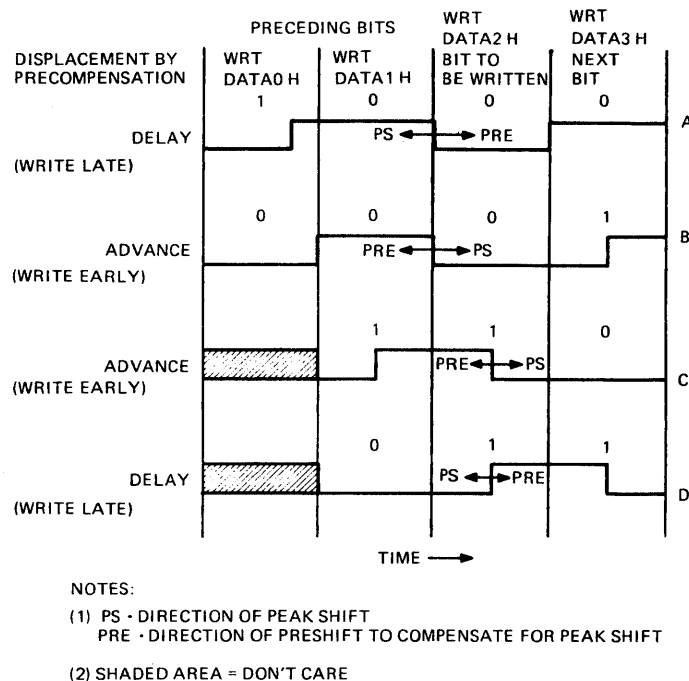 PRECEDING BITS
DISPLACEMENT BY
PRECOMPENSATION
WRT
DATA0 H
WRT
DATA1 H
WRT
DATA2 H
BIT TO
BE WRITTEN
WRT
DATA3 H
NEXT
BIT
1 0 0 0
DELAY
(WRITE LATE)
PS PRE
A
0 0 0 1
ADVANCE
(WRITE EARLY)
PRE PS
B
1 1 0
ADVANCE
(WRITE EARLY)
PRE PS
C
0 1 1
DELAY
(WRITE LATE)
PS PRE
D
TIME
NOTES:
(1) PS - DIRECTION OF PEAK SHIFT
PRE - DIRECTION OF PRESHIFT TO COMPENSATE FOR PEAK SHIFT
(2) SHADED AREA = DON'T CARE